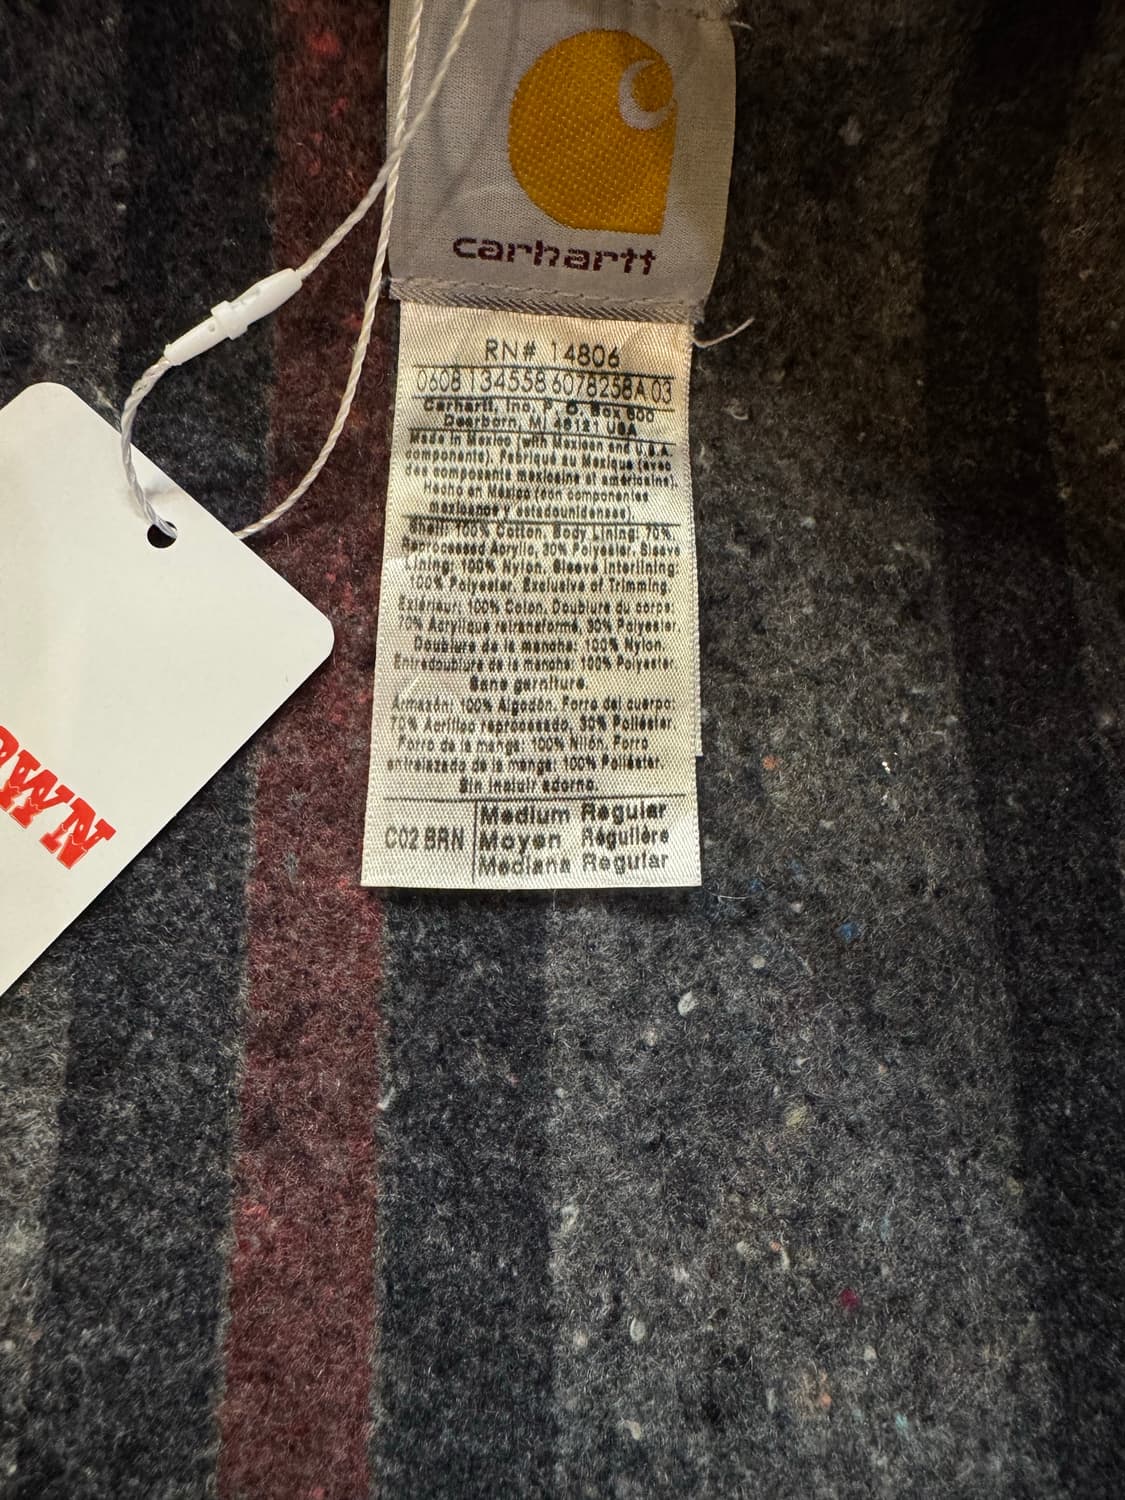 carhartt
RN# 14806
0608 134558 6078258A 03
Carhartt, Inc, P. O. Box 600
Dearborn, MI 48121 USA
Made in Mexico (with Mexican and U.S.A.
components), Fabriqué au Mexique (avec
des composants mexicains et américains),
Hecho en México (con componentes
mexicanos y estadounidenses)
Shell: 100% Cotton, Body Lining: 70%
Reprocessed Acrylic, 30% Polyester, Sleeve
Lining: 100% Nylon, Sleeve Interlining:
100% Polyester, Exclusive of Trimming.
Extérieur: 100% Coton, Doublure du corps:
70% Acrylique retransformé, 30% Polyester,
Doublure de la manche: 100% Nylon,
Entredoublure de la manche: 100% Polyester
Sans garniture.
Armazón: 100% Algodón, Forro del cuerpo:
70% Acrílico reprocesado, 30% Poliéster
Forro de la manga: 100% Nilón, Forro
entrelazado de la manga: 100% Poliéster.
Sin incluir adorno.
C02 BRN
Medium Regular
Moyen Régulière
Mediana Regular